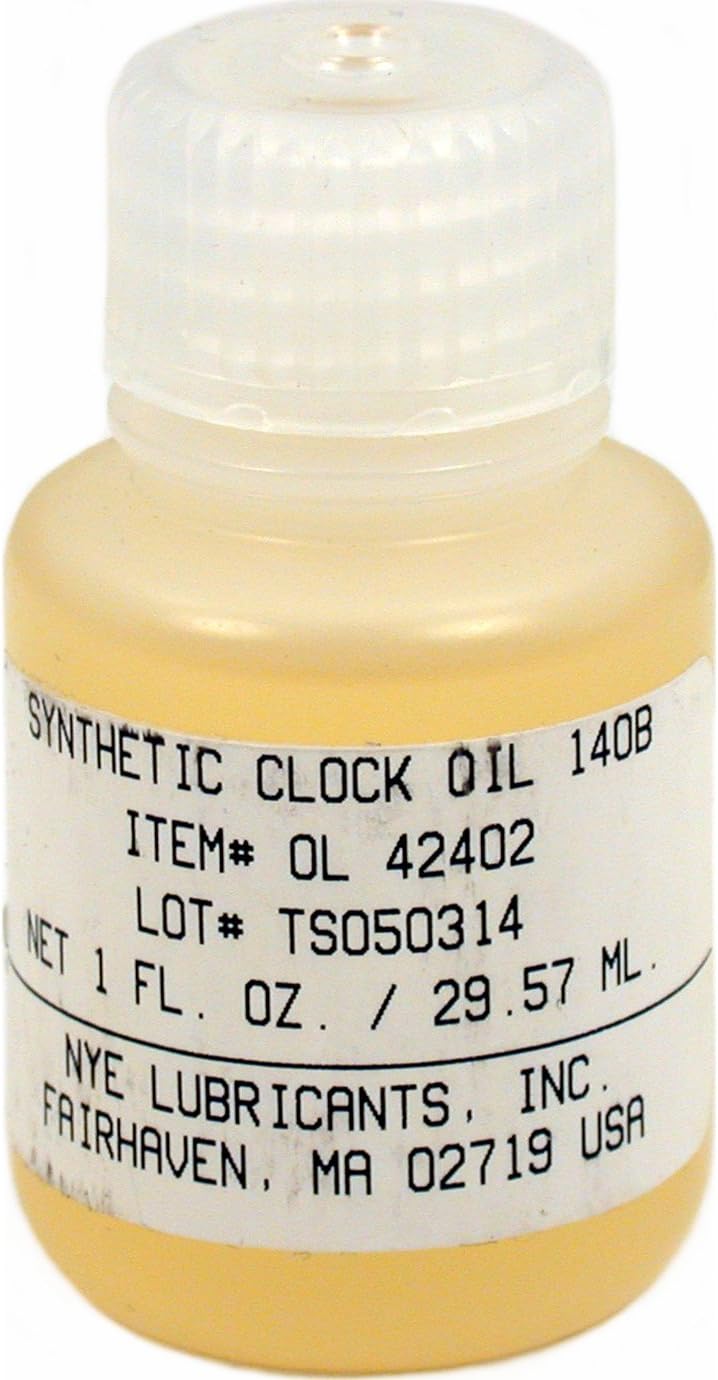 SYNTHETIC CLOCK OIL 140B
ITEM# OL 42402
LOT# TS050314
NET 1 FL. OZ. / 29.57 ML.
NYE LUBRICANTS, INC.
FAIRHAVEN, MA 02719 USA